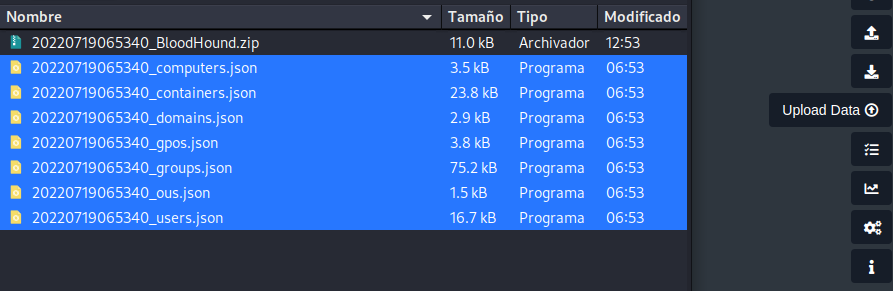 Nombre Tamaño Tipo Modificado
20220719065340_BloodHound.zip 11.0 kB Archivador 12:53
20220719065340_computers.json 3.5 kB Programa 06:53
20220719065340_containers.json 23.8 kB Programa 06:53
20220719065340_domains.json 2.9 kB Programa 06:53
20220719065340_gpos.json 3.8 kB Programa 06:53
20220719065340_groups.json 75.2 kB Programa 06:53
20220719065340_ous.json 1.5 kB Programa 06:53
20220719065340_users.json 16.7 kB Programa 06:53
Upload Data